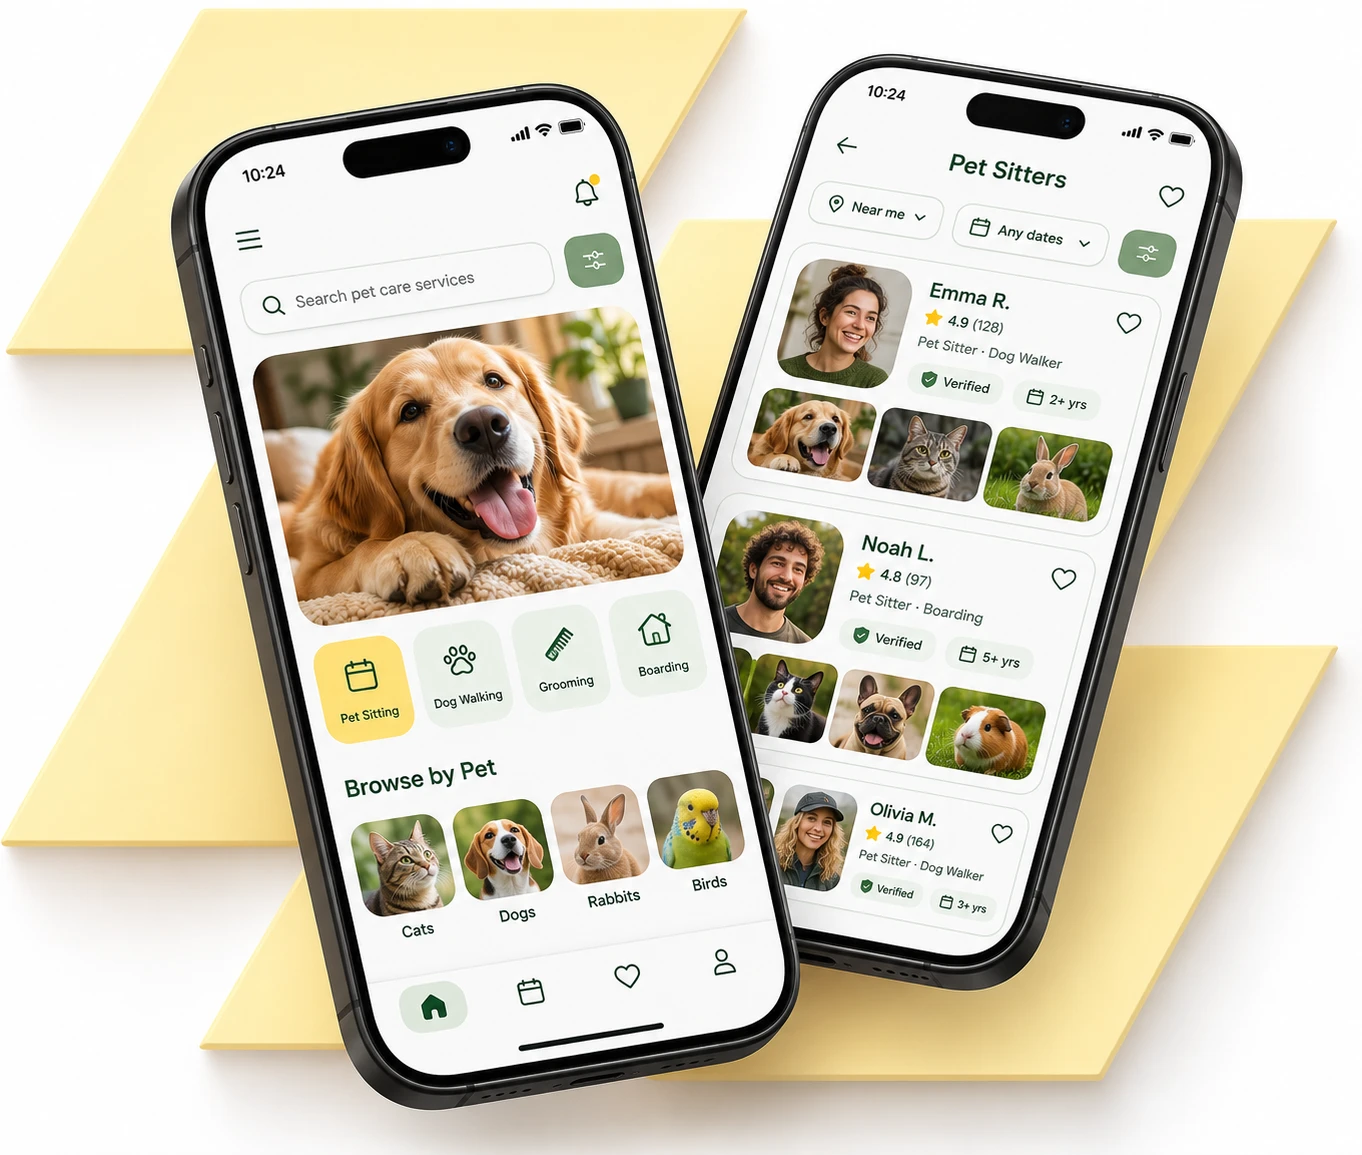 10:24
Search pet care services
Pet Sitting
Dog Walking
Grooming
Boarding
Browse by Pet
Cats
Dogs
Rabbits
Birds
10:24
Pet Sitters
Near me
Any dates
Emma R.
4.9 (128)
Pet Sitter · Dog Walker
Verified
2+ yrs
Noah L.
4.8 (97)
Pet Sitter · Boarding
Verified
5+ yrs
Olivia M.
4.9 (164)
Pet Sitter · Dog Walker
Verified
3+ yrs